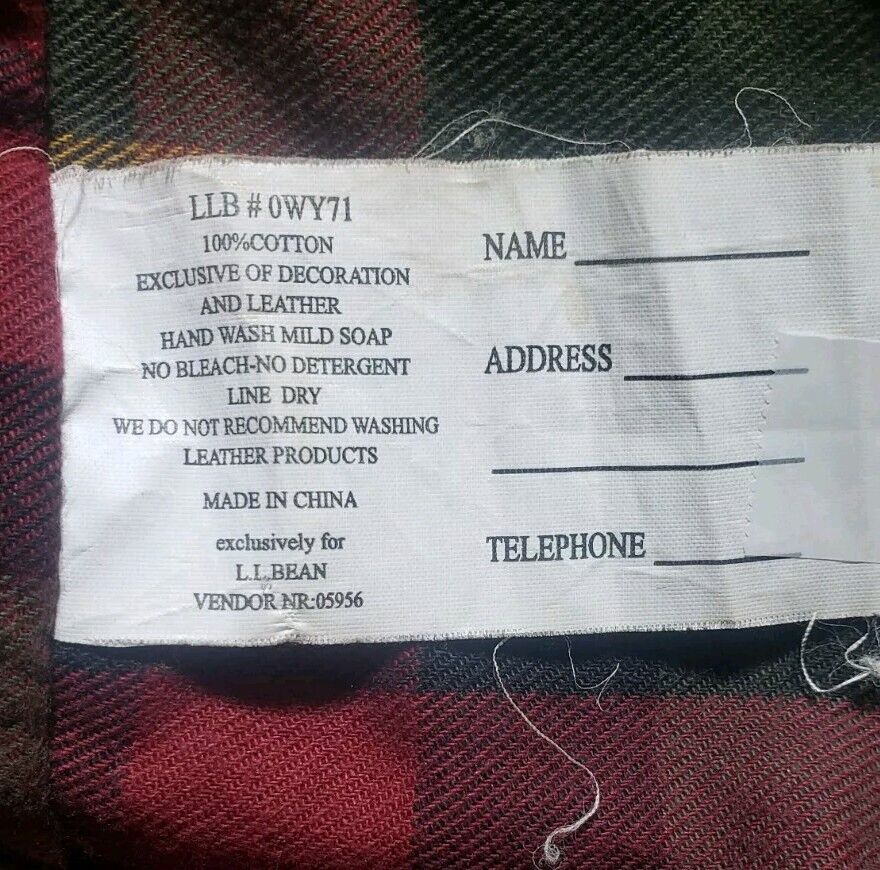 LLB # 0WY71
100%COTTON
EXCLUSIVE OF DECORATION
AND LEATHER
HAND WASH MILD SOAP
NO BLEACH-NO DETERGENT
LINE DRY
WE DO NOT RECOMMEND WASHING
LEATHER PRODUCTS
MADE IN CHINA
exclusively for
L.L.BEAN
VENDOR NR:05956
NAME
ADDRESS
TELEPHONE